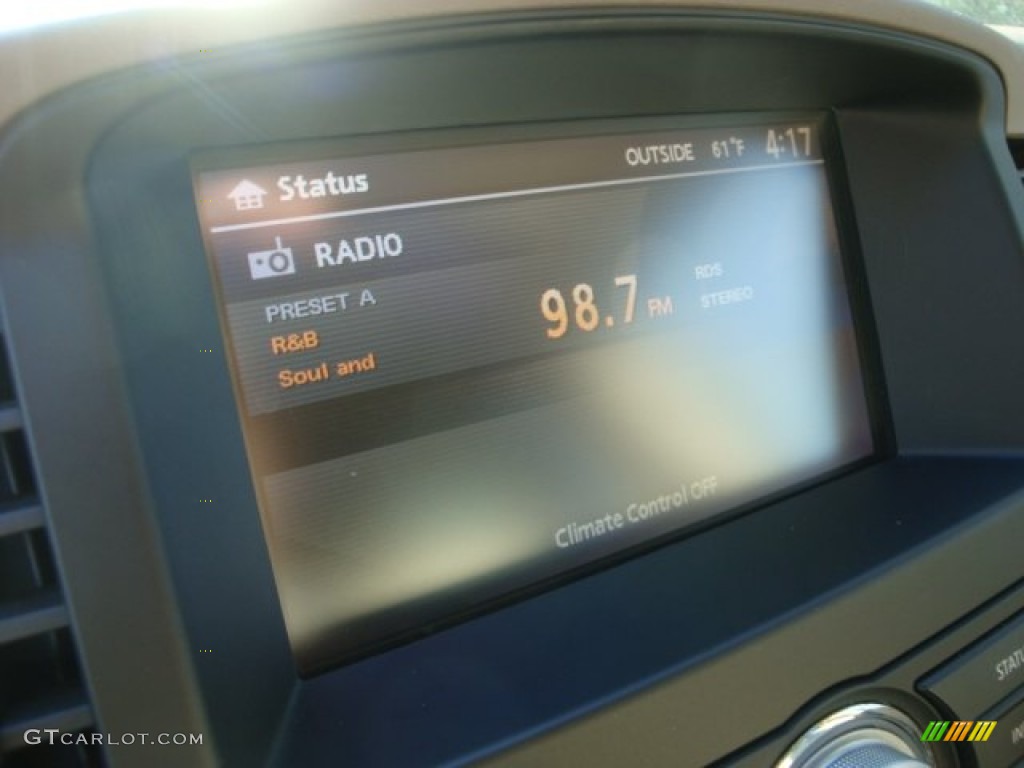 Status
OUTSIDE 61°F 4:17
RADIO
PRESET A
R&B
Soul and
98.7 FM
RDS
STEREO
Climate Control OFF
GTCARLOT.COM